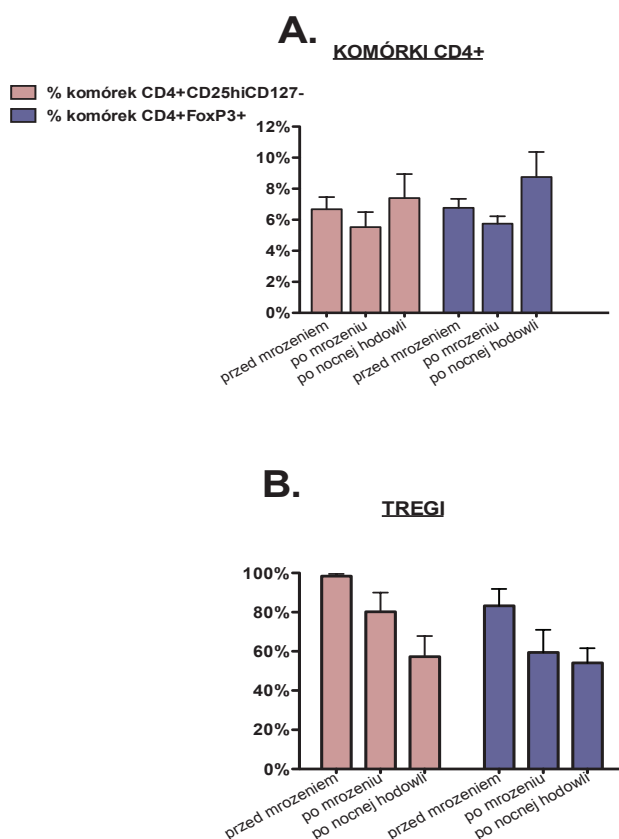 A.
KOMÓRKI CD4+
% komórek CD4+CD25hiCD127-
% komórek CD4+FoxP3+
12%
10%
8%
6%
4%
2%
0%
przed mrozeniem
po mrozeniu
po nocnej hodowli
przed mrozeniem
po mrozeniu
po nocnej hodowli
B.
TREGI
100%
80%
60%
40%
20%
0%
przed mrozeniem
po mrozeniu
po nocnej hodowli
przed mrozeniem
po mrozeniu
po nocnej hodowli